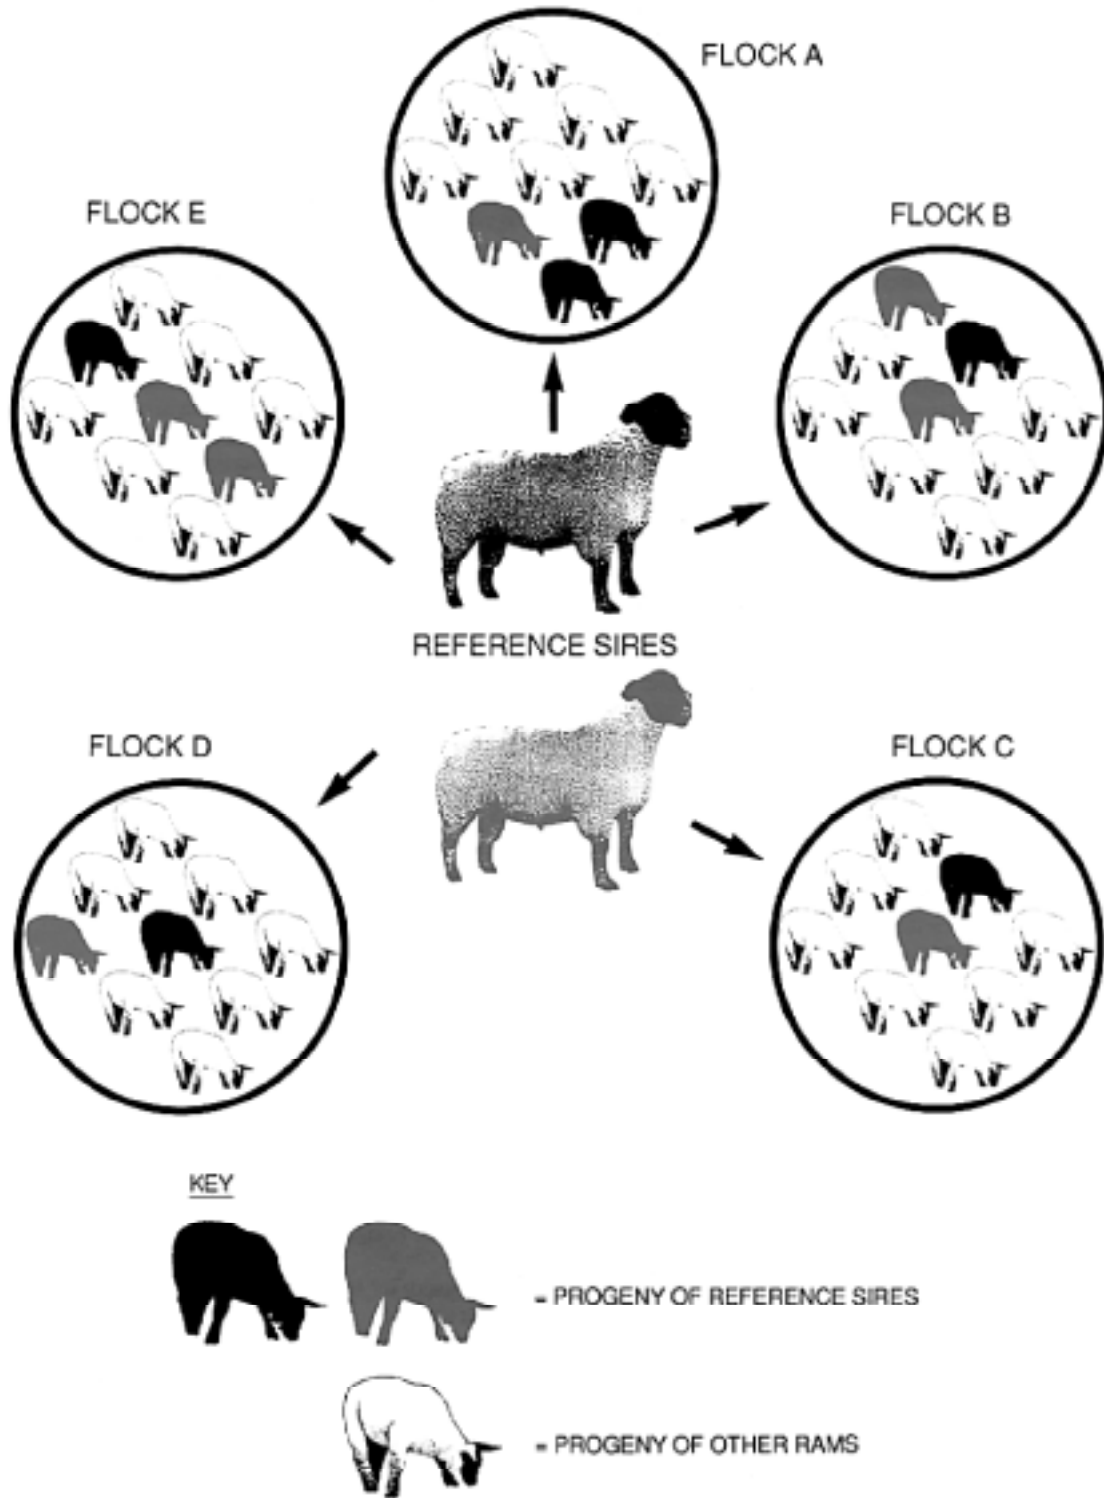 FLOCK A
FLOCK E
FLOCK B
REFERENCE SIRES
FLOCK D
FLOCK C
KEY
= PROGENY OF REFERENCE SIRES
= PROGENY OF OTHER RAMS